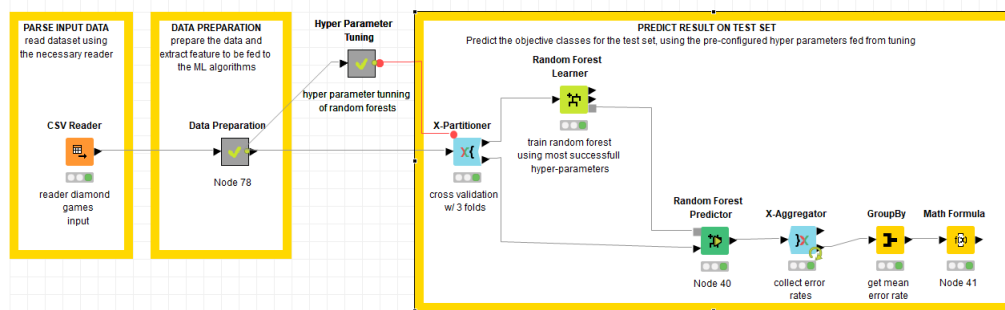 PARSE INPUT DATA
read dataset using
the necessary reader
DATA PREPARATION
prepare the data and
extract feature to be fed to
the ML algorithms
Hyper Parameter
Tuning
hyper parameter tunning
of random forests
PREDICT RESULT ON TEST SET
Predict the objective classes for the test set, using the pre-configured hyper parameters fed from tuning
Random Forest
Learner
train random forest
using most successfull
hyper-parameters
CSV Reader
reader diamond
games
input
Data Preparation
Node 78
X-Partitioner
cross validation
w/ 3 folds
Random Forest
Predictor
Node 40
X-Aggregator
collect error
rates
GroupBy
get mean
error rate
Math Formula
f(x)
Node 41